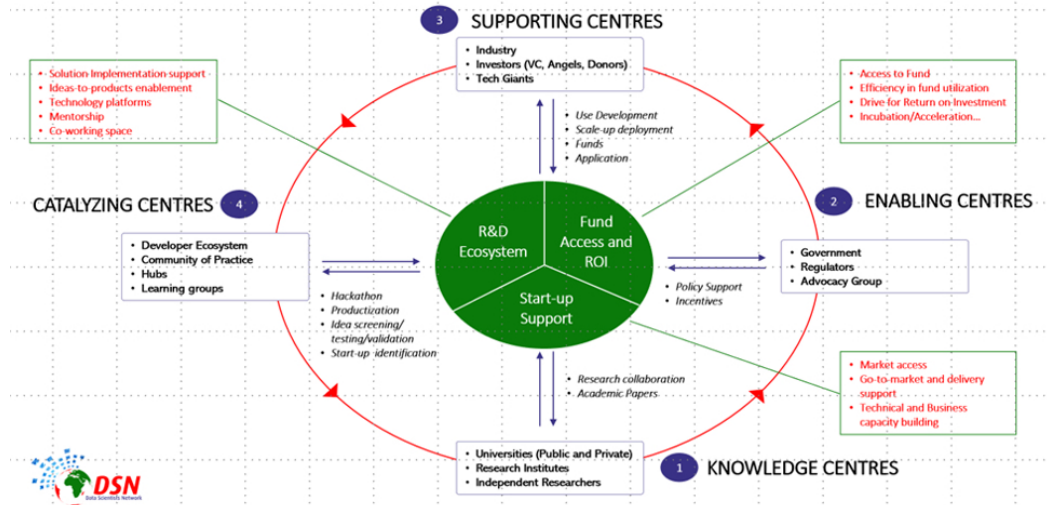 3 SUPPORTING CENTRES
• Industry
• Investors (VC, Angels, Donors)
• Tech Giants
• Solution Implementation support
• Ideas-to-products enablement
• Technology platforms
• Mentorship
• Co-working space
• Access to Fund
• Efficiency in fund utilization
• Drive for Return on Investment
• Incubation/Acceleration...
• Use Development
• Scale-up deployment
• Funds
• Application
CATALYZING CENTRES 4
• Developer Ecosystem
• Community of Practice
• Hubs
• Learning groups
R&D
Ecosystem
Fund
Access and
ROI
Start-up
Support
2 ENABLING CENTRES
• Government
• Regulators
• Advocacy Group
• Hackathon
• Productization
• Idea screening/
testing/validation
• Start-up identification
• Policy Support
• Incentives
• Research collaboration
• Academic Papers
• Market access
• Go-to-market and delivery
support
• Technical and Business
capacity building
• Universities (Public and Private)
• Research Institutes
• Independent Researchers
1 KNOWLEDGE CENTRES
DSN
Data Scientists Network